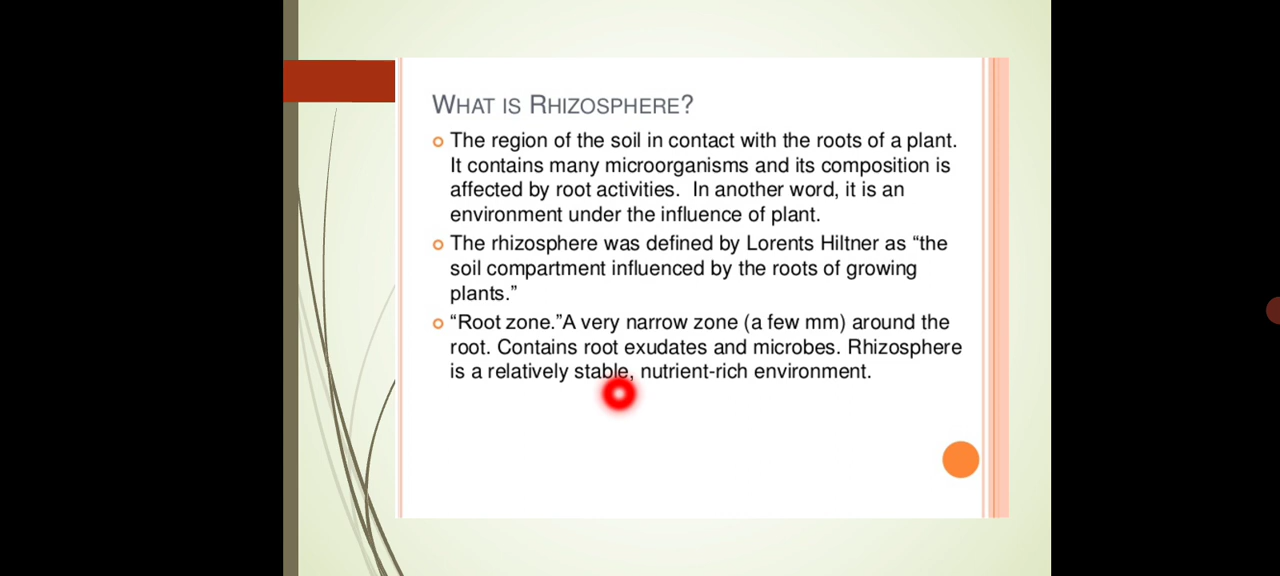 WHAT IS RHIZOSPHERE?
The region of the soil in contact with the roots of a plant.
It contains many microorganisms and its composition is
affected by root activities. In another word, it is an
environment under the influence of plant.
The rhizosphere was defined by Lorents Hiltner as “the
soil compartment influenced by the roots of growing
plants.”
“Root zone.”A very narrow zone (a few mm) around the
root. Contains root exudates and microbes. Rhizosphere
is a relatively stable, nutrient-rich environment.